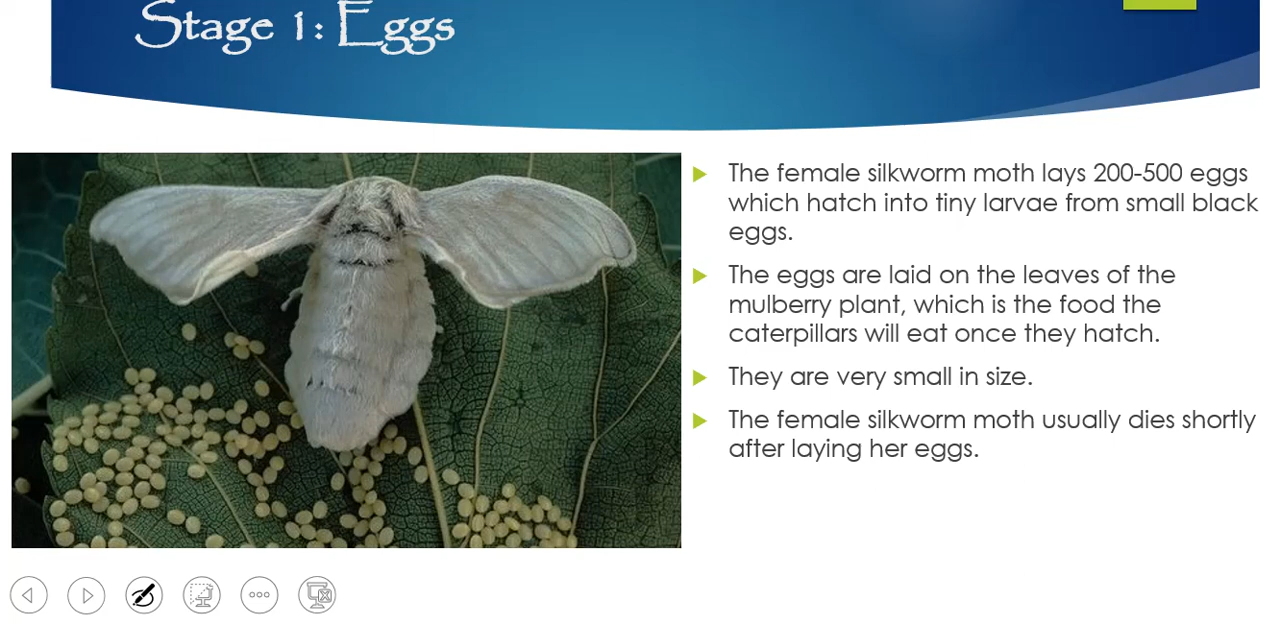 Stage 1: Eggs
The female silkworm moth lays 200-500 eggs
which hatch into tiny larvae from small black
eggs.
The eggs are laid on the leaves of the
mulberry plant, which is the food the
caterpillars will eat once they hatch.
They are very small in size.
The female silkworm moth usually dies shortly
after laying her eggs.